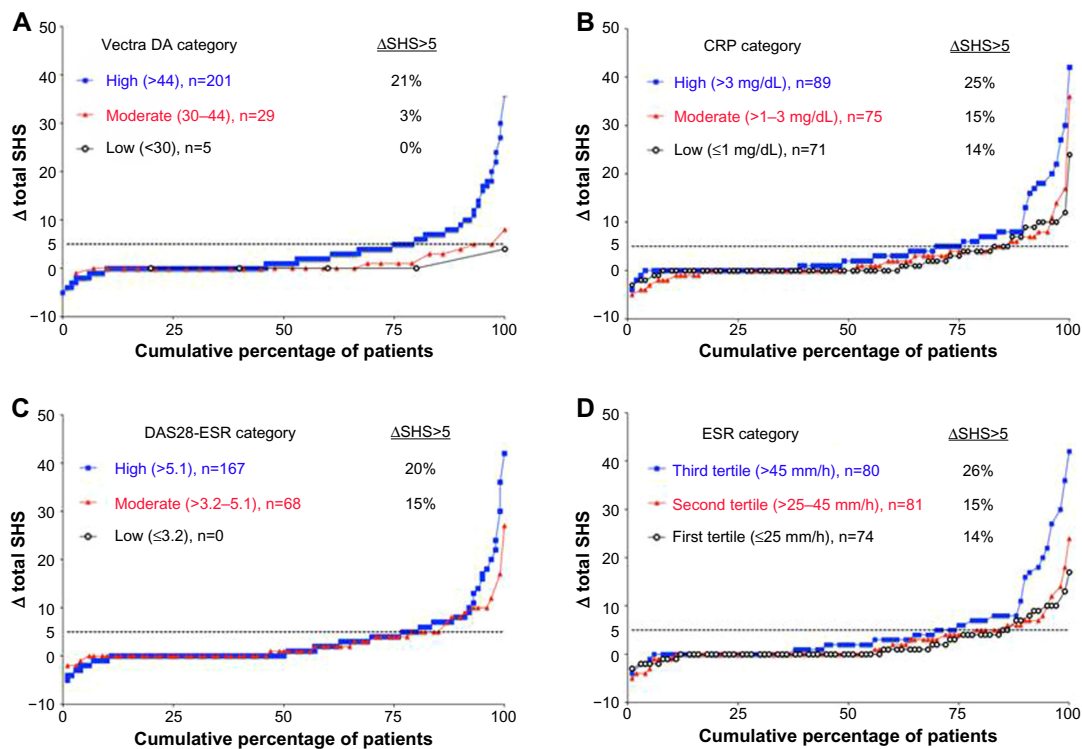 A
Vectra DA category ΔSHS>5
High (>44), n=201 21%
Moderate (30–44), n=29 3%
Low (<30), n=5 0%
Δ total SHS
50
40
30
20
10
5
0
−10
0 25 50 75 100
Cumulative percentage of patients
B
CRP category ΔSHS>5
High (>3 mg/dL), n=89 25%
Moderate (>1–3 mg/dL), n=75 15%
Low (≤1 mg/dL), n=71 14%
Δ total SHS
50
40
30
20
10
5
0
−10
0 25 50 75 100
Cumulative percentage of patients
C
DAS28-ESR category ΔSHS>5
High (>5.1), n=167 20%
Moderate (>3.2–5.1), n=68 15%
Low (≤3.2), n=0
Δ total SHS
50
40
30
20
10
5
0
−10
0 25 50 75 100
Cumulative percentage of patients
D
ESR category ΔSHS>5
Third tertile (>45 mm/h), n=80 26%
Second tertile (>25–45 mm/h), n=81 15%
First tertile (≤25 mm/h), n=74 14%
Δ total SHS
50
40
30
20
10
5
0
−10
0 25 50 75 100
Cumulative percentage of patients